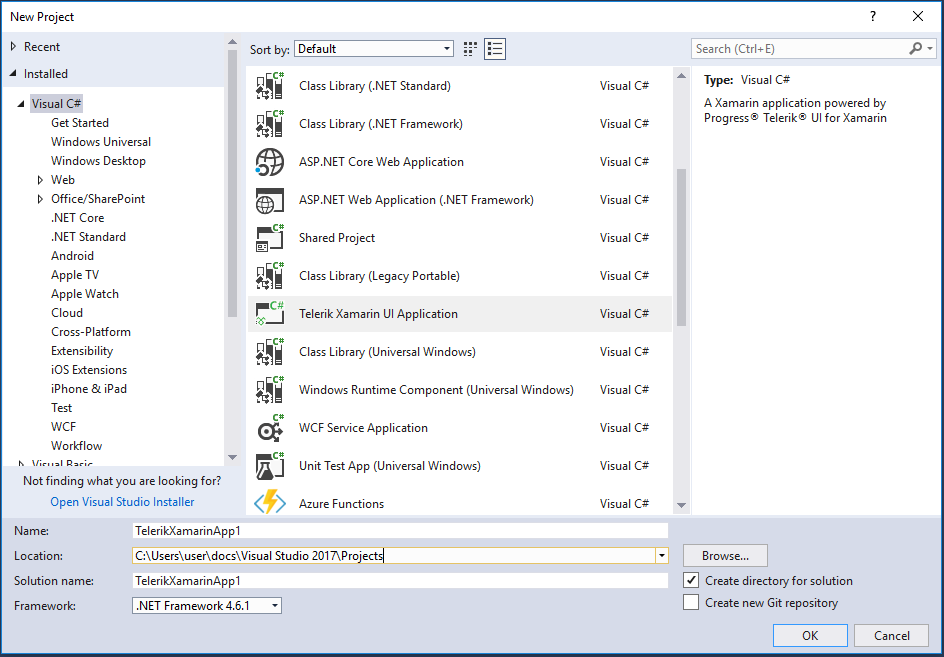 New Project
?
Recent
Installed
Visual C#
Get Started
Windows Universal
Windows Desktop
Web
Office/SharePoint
.NET Core
.NET Standard
Android
Apple TV
Apple Watch
Cloud
Cross-Platform
Extensibility
iOS Extensions
iPhone & iPad
Test
WCF
Workflow
Visual Basic
Not finding what you are looking for?
Open Visual Studio Installer
Sort by: Default
C# Class Library (.NET Standard) Visual C#
C# Class Library (.NET Framework) Visual C#
ASP.NET Core Web Application Visual C#
ASP.NET Web Application (.NET Framework) Visual C#
C# Shared Project Visual C#
C# Class Library (Legacy Portable) Visual C#
C# Telerik Xamarin UI Application Visual C#
C# Class Library (Universal Windows) Visual C#
C# Windows Runtime Component (Universal Windows) Visual C#
C# WCF Service Application Visual C#
C# Unit Test App (Universal Windows) Visual C#
Azure Functions Visual C#
Search (Ctrl+E)
Type: Visual C#
A Xamarin application powered by
Progress® Telerik® UI for Xamarin
Name: TelerikXamarinApp1
Location: C:\Users\user\docs\Visual Studio 2017\Projects
Browse...
Solution name: TelerikXamarinApp1
Create directory for solution
Framework: .NET Framework 4.6.1
Create new Git repository
OK
Cancel